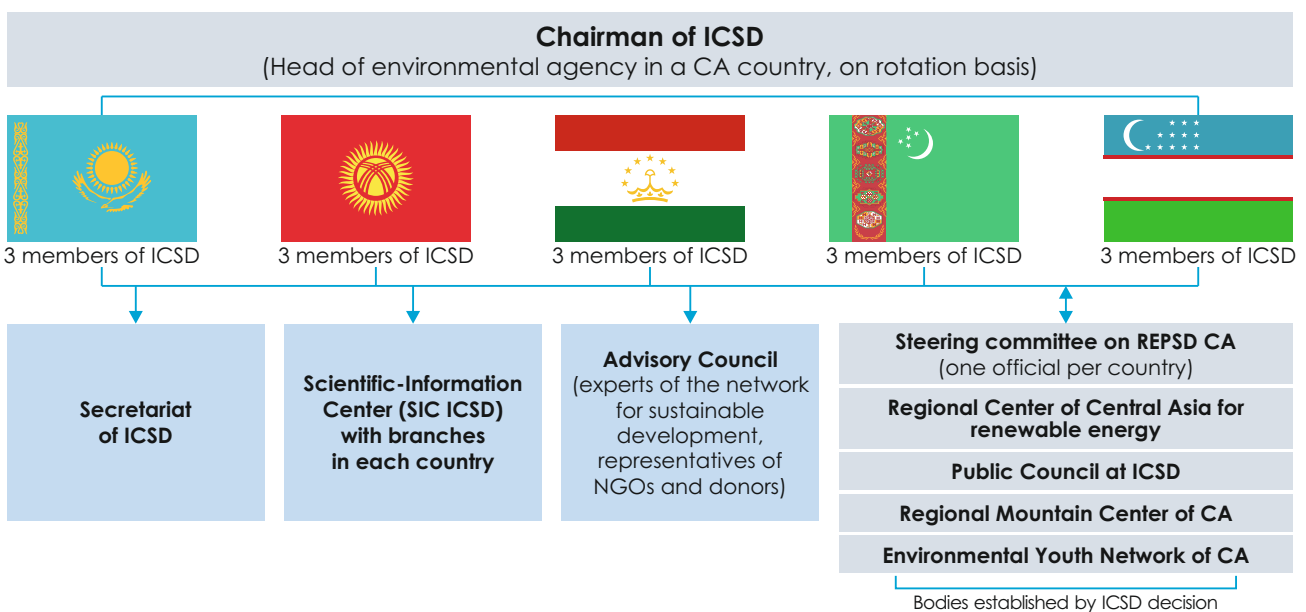 Chairman of ICSD
(Head of environmental agency in a CA country, on rotation basis)
3 members of ICSD
3 members of ICSD
3 members of ICSD
3 members of ICSD
3 members of ICSD
Secretariat
of ICSD
Scientific-Information
Center (SIC ICSD)
with branches
in each country
Advisory Council
(experts of the network
for sustainable
development,
representatives of
NGOs and donors)
Steering committee on REPSD CA
(one official per country)
Regional Center of Central Asia for
renewable energy
Public Council at ICSD
Regional Mountain Center of CA
Environmental Youth Network of CA
Bodies established by ICSD decision